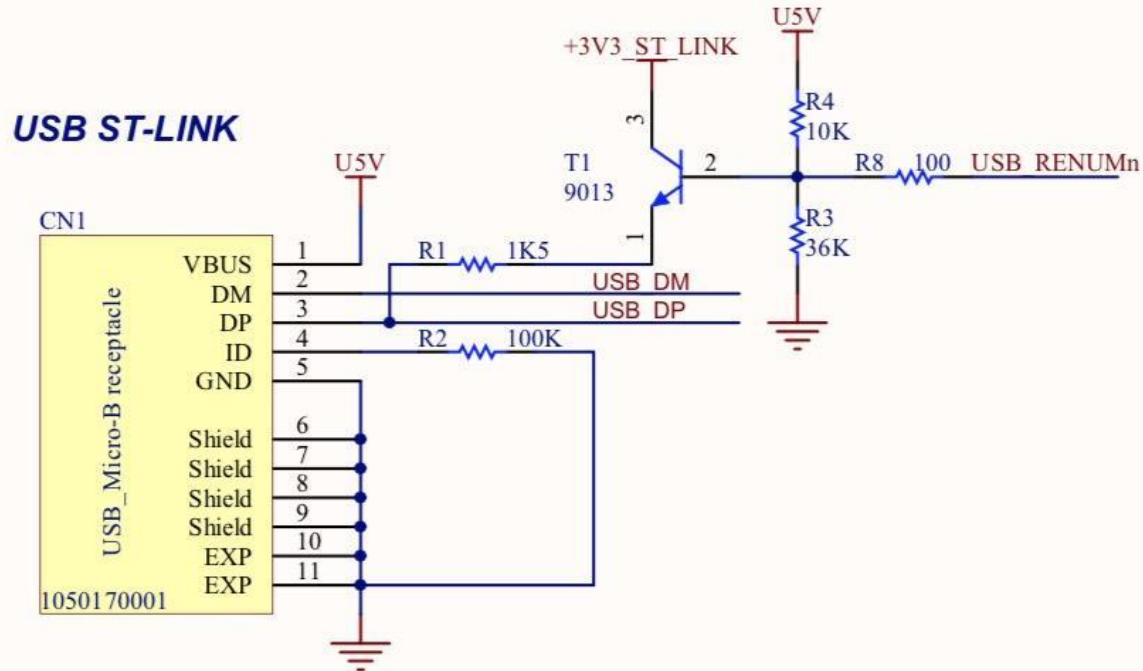 U5V
+3V3_ST_LINK
USB ST-LINK
R4
10K
3
T1
9013
2
R8 100 USB_RENUMn
U5V
R3
36K
CN1
1
R1 1K5
VBUS 1
DM 2 USB_DM
DP 3 USB_DP
ID 4 R2 100K
GND 5
Shield 6
Shield 7
Shield 8
Shield 9
EXP 10
EXP 11
USB_Micro-B receptacle
1050170001